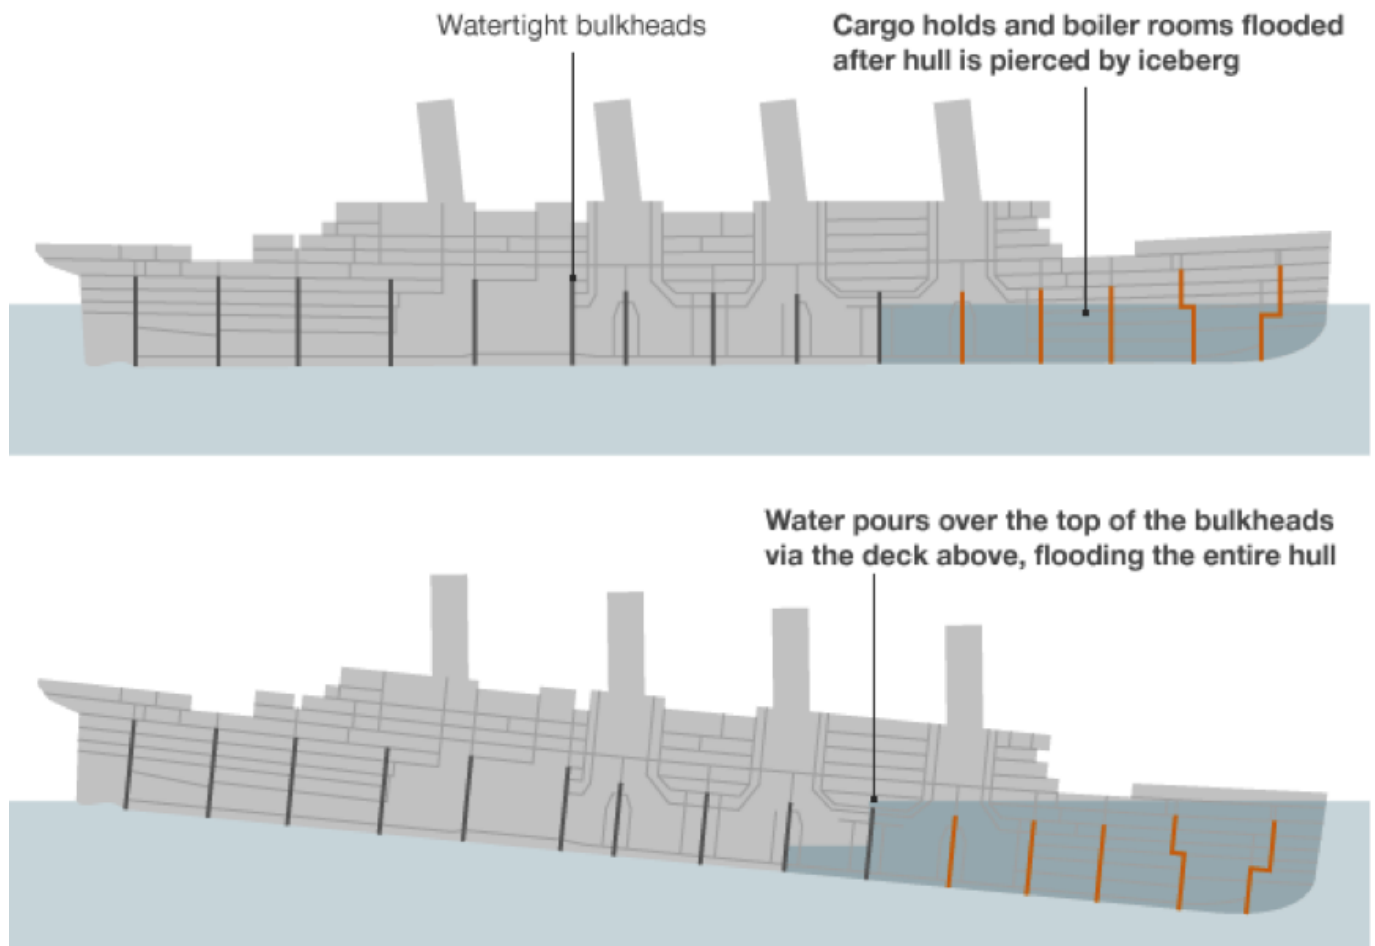 Watertight bulkheads
Cargo holds and boiler rooms flooded
after hull is pierced by iceberg
Water pours over the top of the bulkheads
via the deck above, flooding the entire hull